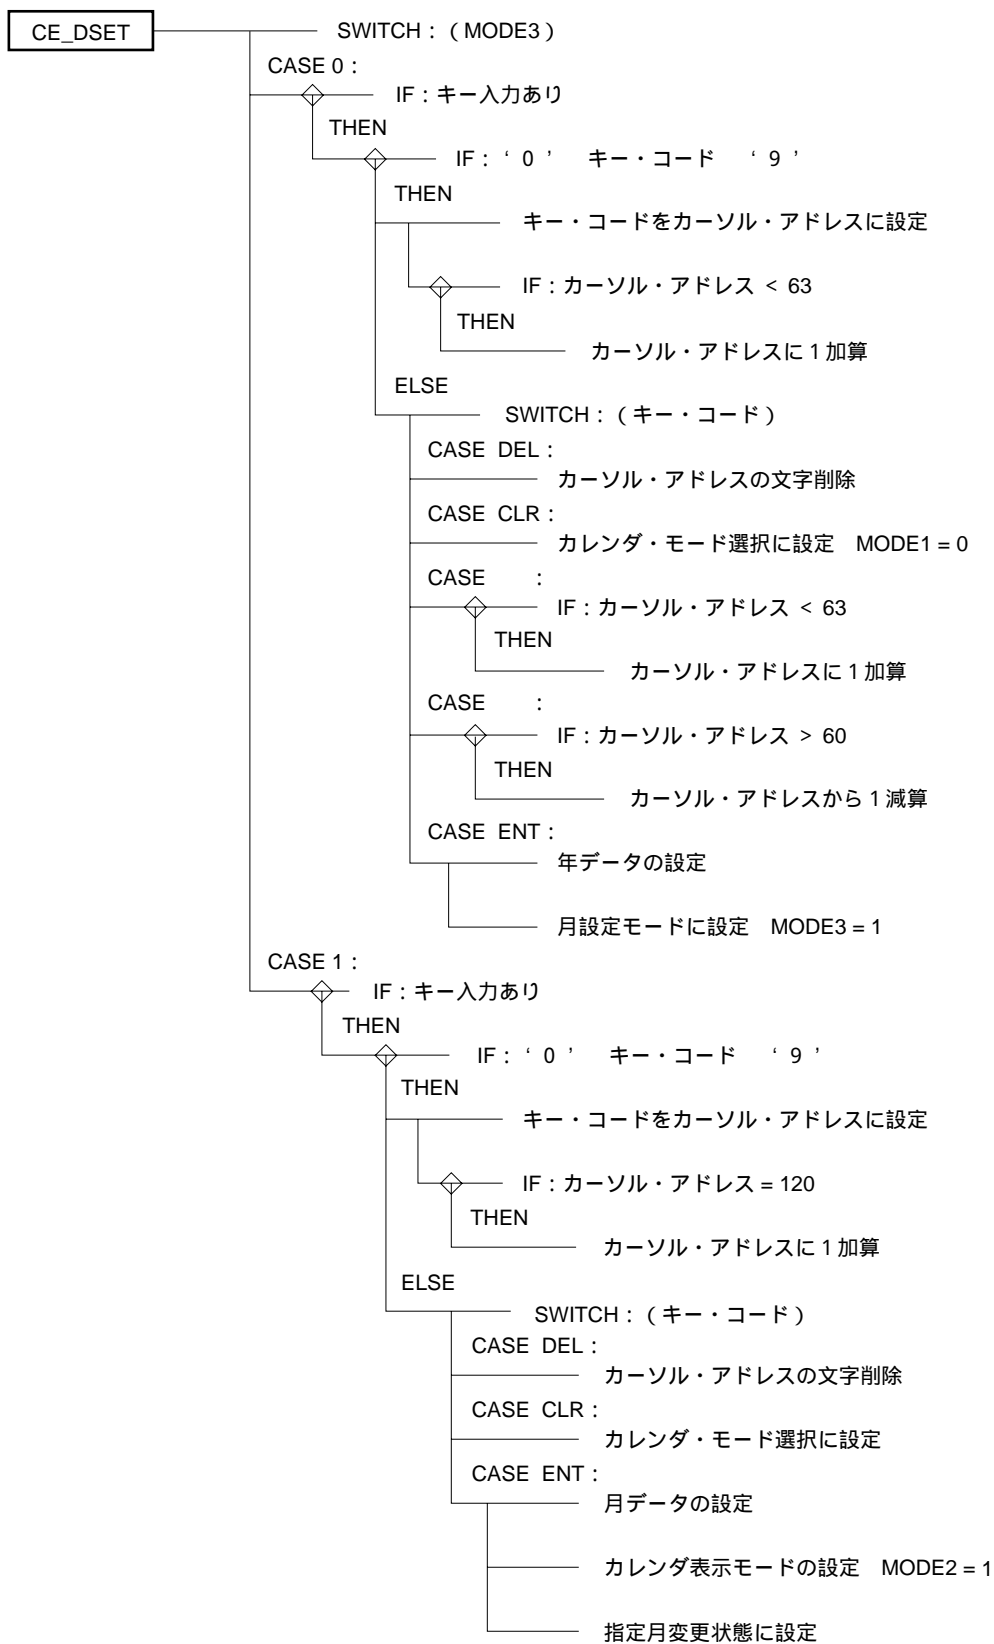 CE_DSET
SWITCH:(MODE3)
CASE 0:
IF:キー入力あり
THEN
IF:‘0’ キー・コード ‘9’
THEN
キー・コードをカーソル・アドレスに設定
IF:カーソル・アドレス < 63
THEN
カーソル・アドレスに1加算
ELSE
SWITCH:(キー・コード)
CASE DEL:
カーソル・アドレスの文字削除
CASE CLR:
カレンダ・モード選択に設定 MODE1 = 0
CASE :
IF:カーソル・アドレス < 63
THEN
カーソル・アドレスに1加算
CASE :
IF:カーソル・アドレス > 60
THEN
カーソル・アドレスから1減算
CASE ENT:
年データの設定
月設定モードに設定 MODE3 = 1
CASE 1:
IF:キー入力あり
THEN
IF:‘0’ キー・コード ‘9’
THEN
キー・コードをカーソル・アドレスに設定
IF:カーソル・アドレス = 120
THEN
カーソル・アドレスに1加算
ELSE
SWITCH:(キー・コード)
CASE DEL:
カーソル・アドレスの文字削除
CASE CLR:
カレンダ・モード選択に設定
CASE ENT:
月データの設定
カレンダ表示モードの設定 MODE2 = 1
指定月変更状態に設定